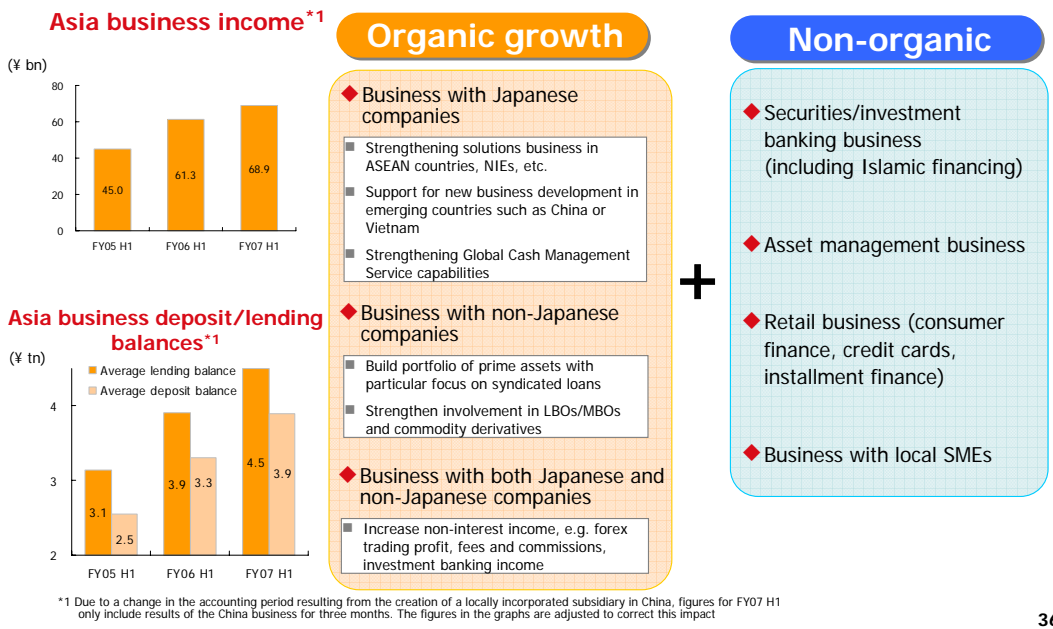 Asia business income*1
(¥ bn)
80
60
40
20
0
45.0
61.3
68.9
FY05 H1
FY06 H1
FY07 H1
Asia business deposit/lending
balances*1
(¥ tn)
Average lending balance
Average deposit balance
4
3
2
3.1
2.5
3.9
3.3
4.5
3.9
FY05 H1
FY06 H1
FY07 H1
Organic growth
Business with Japanese
companies
Strengthening solutions business in
ASEAN countries, NIEs, etc.
Support for new business development in
emerging countries such as China or
Vietnam
Strengthening Global Cash Management
Service capabilities
Business with non-Japanese
companies
Build portfolio of prime assets with
particular focus on syndicated loans
Strengthen involvement in LBOs/MBOs
and commodity derivatives
Business with both Japanese and
non-Japanese companies
Increase non-interest income, e.g. forex
trading profit, fees and commissions,
investment banking income
+
Non-organic
Securities/investment
banking business
(including Islamic financing)
Asset management business
Retail business (consumer
finance, credit cards,
installment finance)
Business with local SMEs
*1 Due to a change in the accounting period resulting from the creation of a locally incorporated subsidiary in China, figures for FY07 H1
only include results of the China business for three months. The figures in the graphs are adjusted to correct this impact